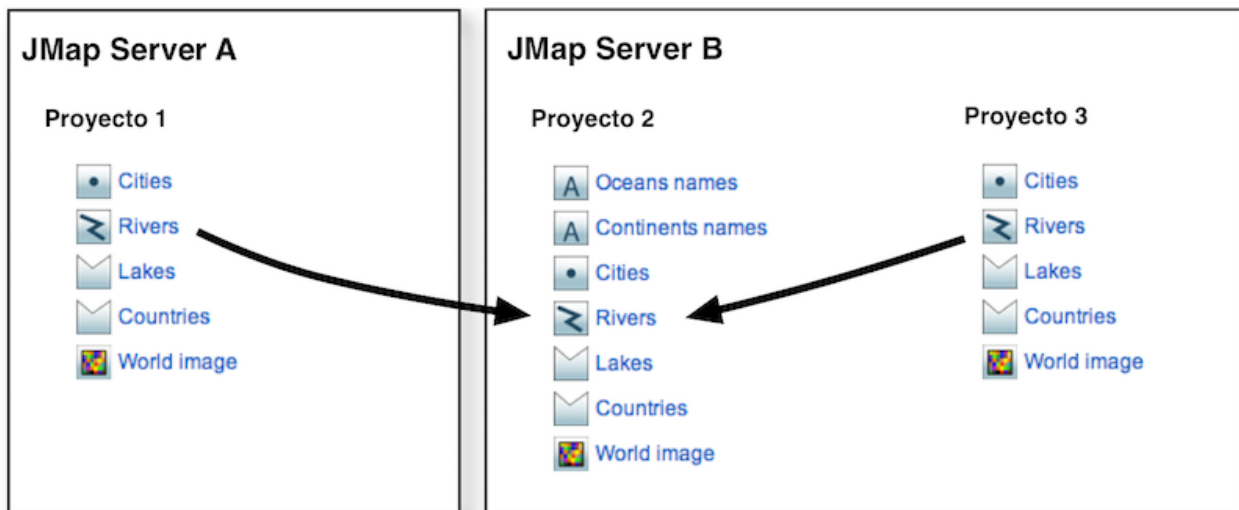 JMap Server A
Proyecto 1
Cities
Rivers
Lakes
Countries
World image
JMap Server B
Proyecto 2
A Oceans names
A Continents names
Cities
Rivers
Lakes
Countries
World image
Proyecto 3
Cities
Rivers
Lakes
Countries
World image